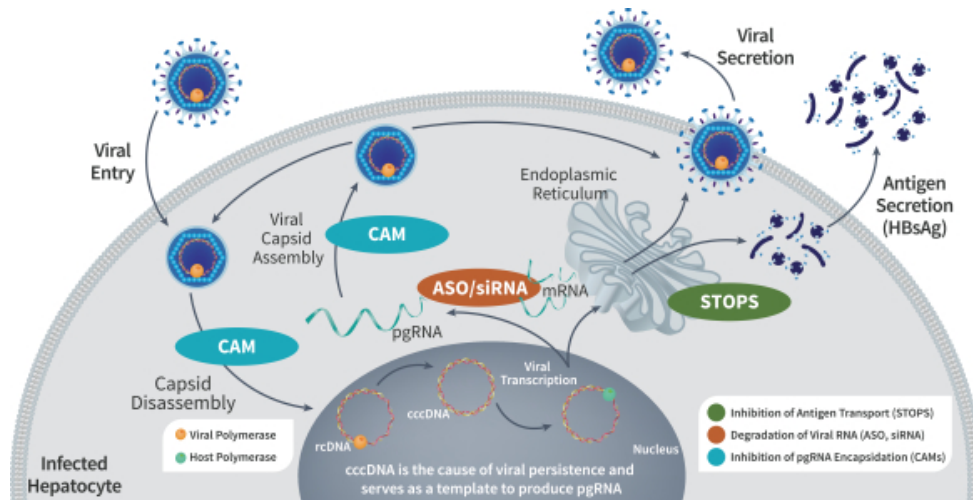 Viral
Secretion
Viral
Entry
Endoplasmic
Reticulum
Antigen
Secretion
(HBsAg)
Viral
Capsid
Assembly
CAM
ASO/siRNA
mRNA
STOPS
pgRNA
CAM
Capsid
Disassembly
Viral
Transcription
cccDNA
rcDNA
Nucleus
Viral Polymerase
Host Polymerase
Inhibition of Antigen Transport (STOPS)
Degradation of Viral RNA (ASO, siRNA)
Inhibition of pgRNA Encapsidation (CAMs)
Infected
Hepatocyte
cccDNA is the cause of viral persistence and
serves as a template to produce pgRNA